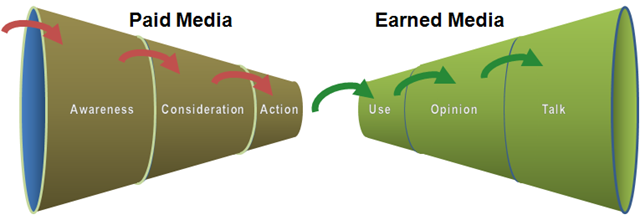 Paid Media
Earned Media
Awareness
Consideration
Action
Use
Opinion
Talk